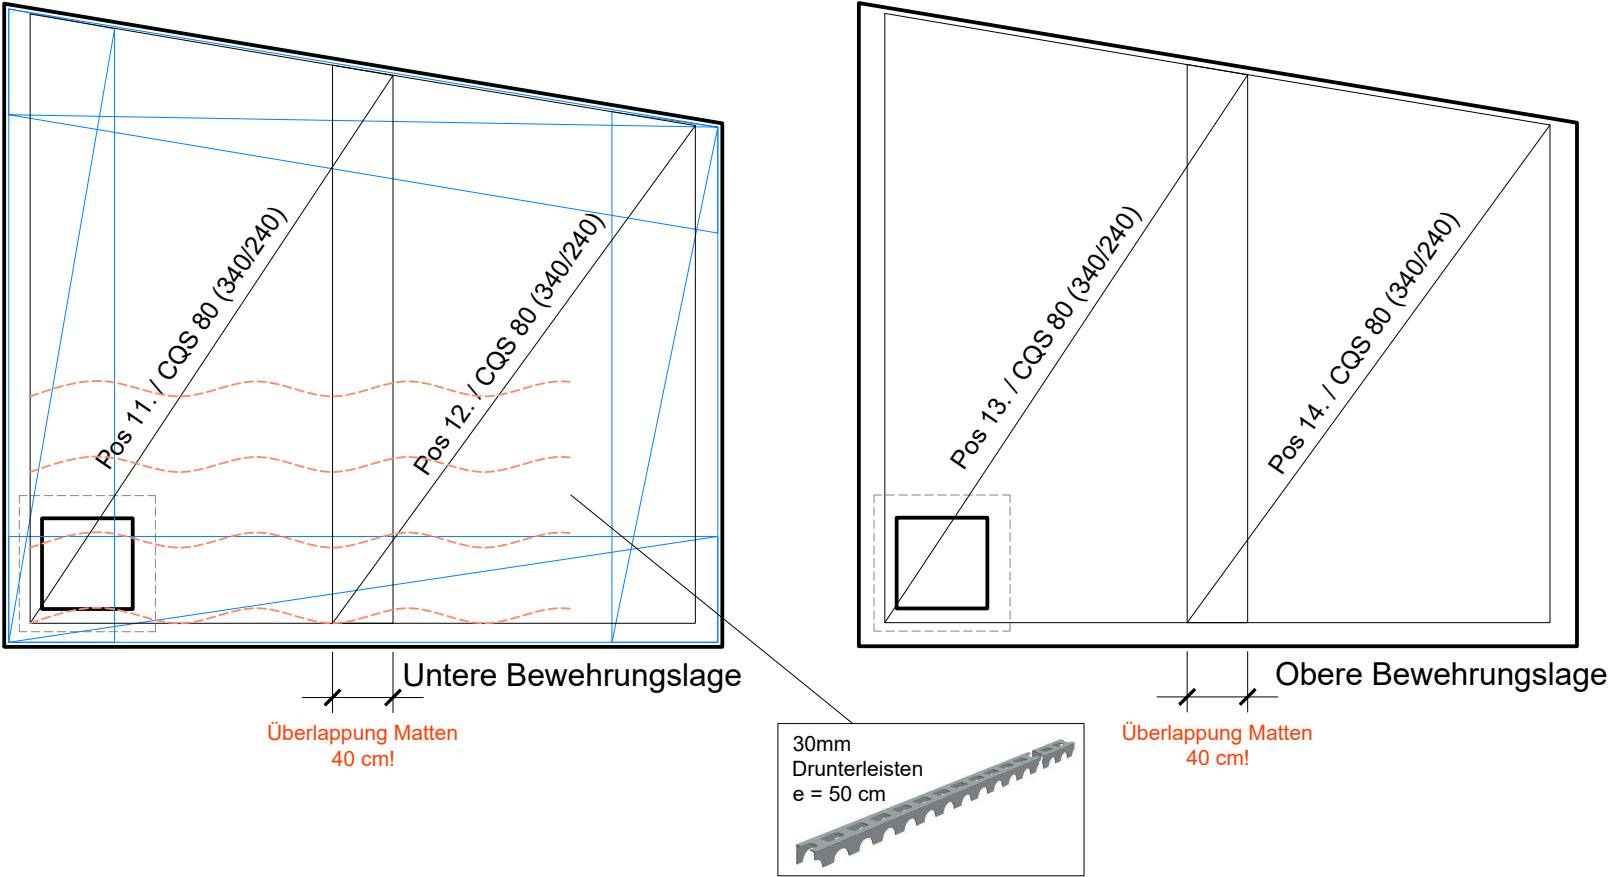 Pos 11. / CQS 80 (340/240)
Pos 12. / CQS 80 (340/240)
Pos 13. / CQS 80 (340/240)
Pos 14. / CQS 80 (340/240)
Untere Bewehrungslage
Obere Bewehrungslage
Überlappung Matten
40 cm!
Überlappung Matten
40 cm!
30mm
Drunterleisten
e = 50 cm